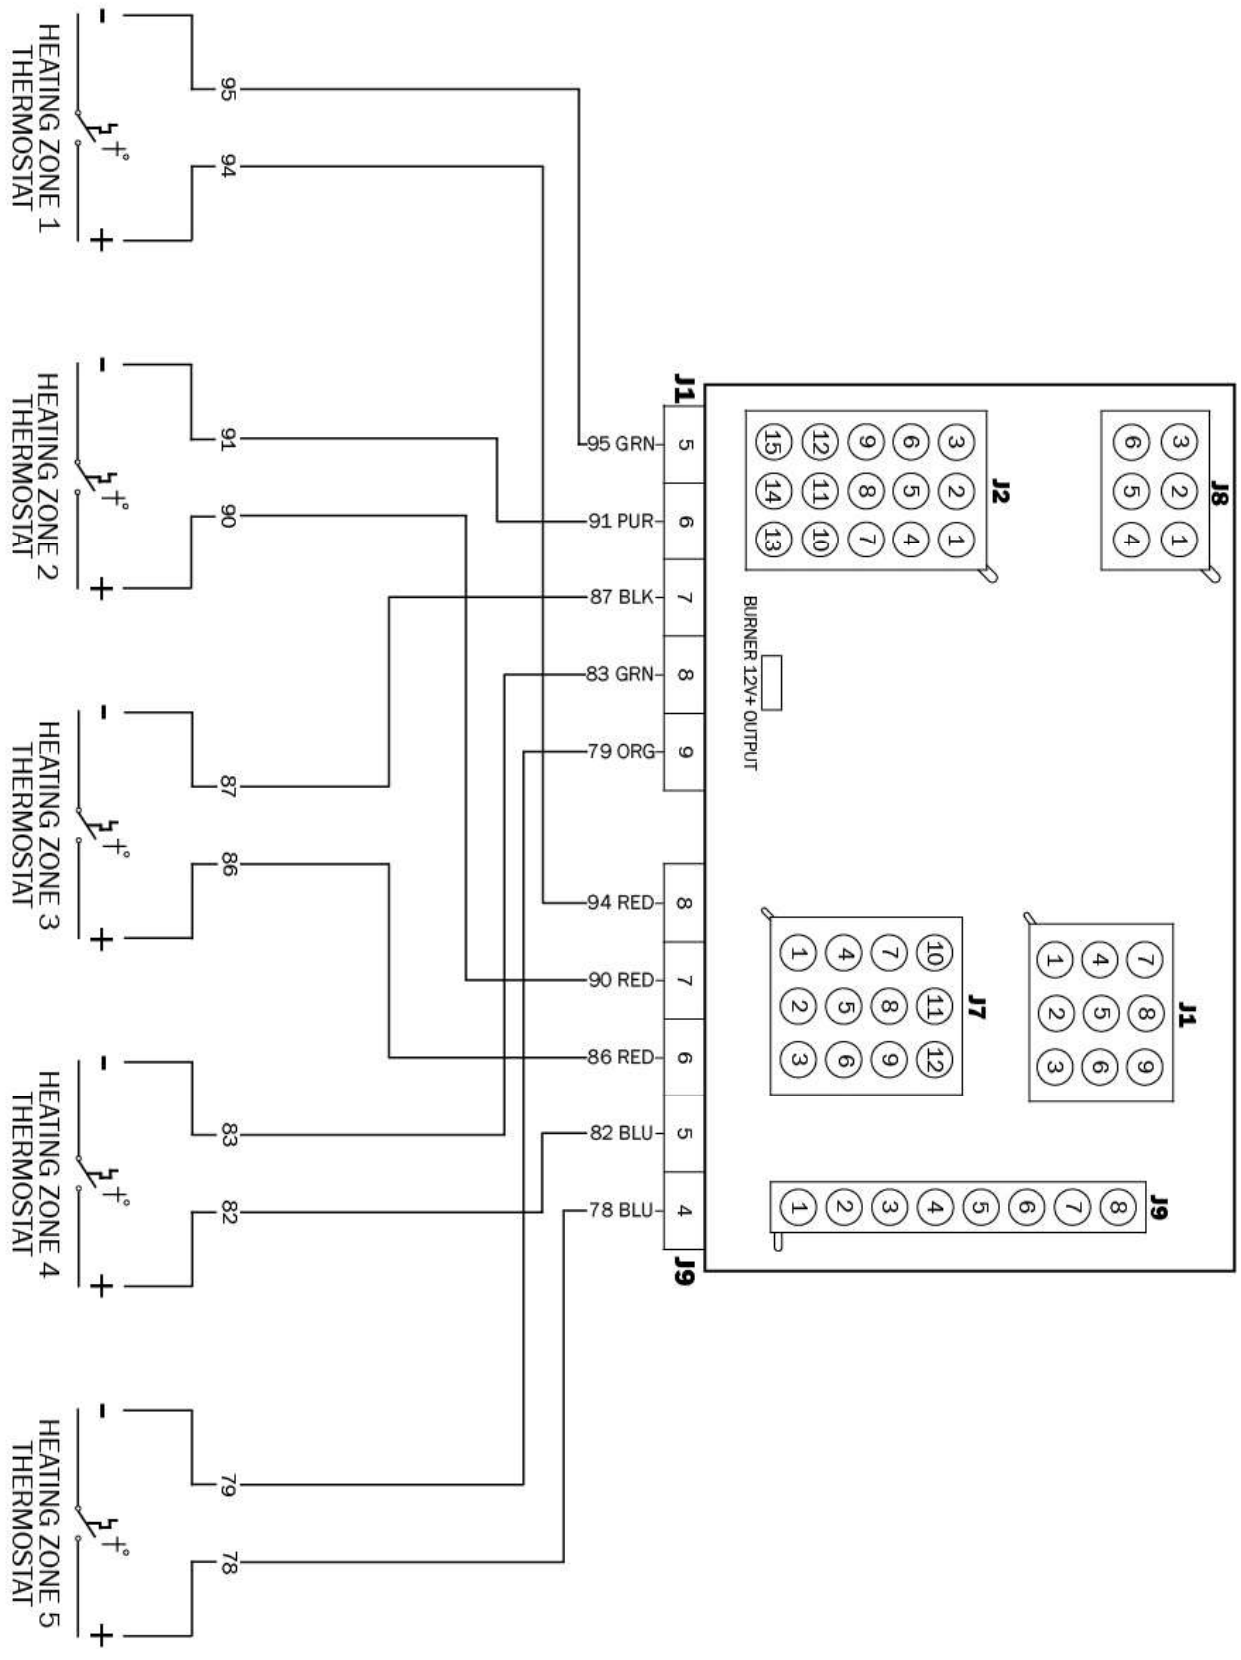 HEATING ZONE 1
THERMOSTAT
-
+
t°
95
94
HEATING ZONE 2
THERMOSTAT
-
+
t°
91
90
HEATING ZONE 3
THERMOSTAT
-
+
t°
87
86
HEATING ZONE 4
THERMOSTAT
-
+
t°
83
82
HEATING ZONE 5
THERMOSTAT
-
+
t°
79
78
J1
95 GRN 5
91 PUR 6
87 BLK 7
83 GRN 8
79 ORG 9
94 RED 8
90 RED 7
86 RED 6
82 BLU 5
78 BLU 4
J9
J2
3 2 1
6 5 4
9 8 7
12 11 10
15 14 13
J8
3 2 1
6 5 4
BURNER 12V+ OUTPUT
J7
10 11 12
7 8 9
4 5 6
1 2 3
J1
7 8 9
4 5 6
1 2 3
J9
8
7
6
5
4
3
2
1